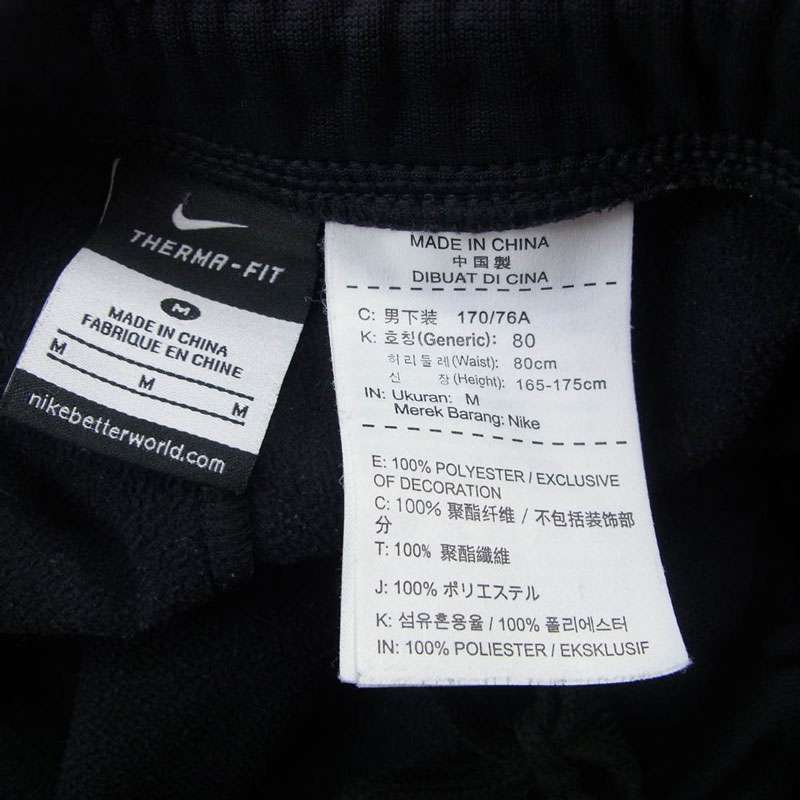 THERMA-FIT
M
MADE IN CHINA
FABRIQUE EN CHINE
M M M
nikebetterworld.com
MADE IN CHINA
中国製
DIBUAT DI CINA
C: 男下装 170/76A
K: 호칭(Generic): 80
허리둘레(Waist): 80cm
신 장(Height): 165-175cm
IN: Ukuran: M
Merek Barang: Nike
E: 100% POLYESTER / EXCLUSIVE
OF DECORATION
C: 100% 聚酯纤维 / 不包括装饰部
分
T: 100% 聚酯纖維
J: 100% ポリエステル
K: 섬유혼용율 / 100% 폴리에스터
IN: 100% POLIESTER / EKSKLUSIF